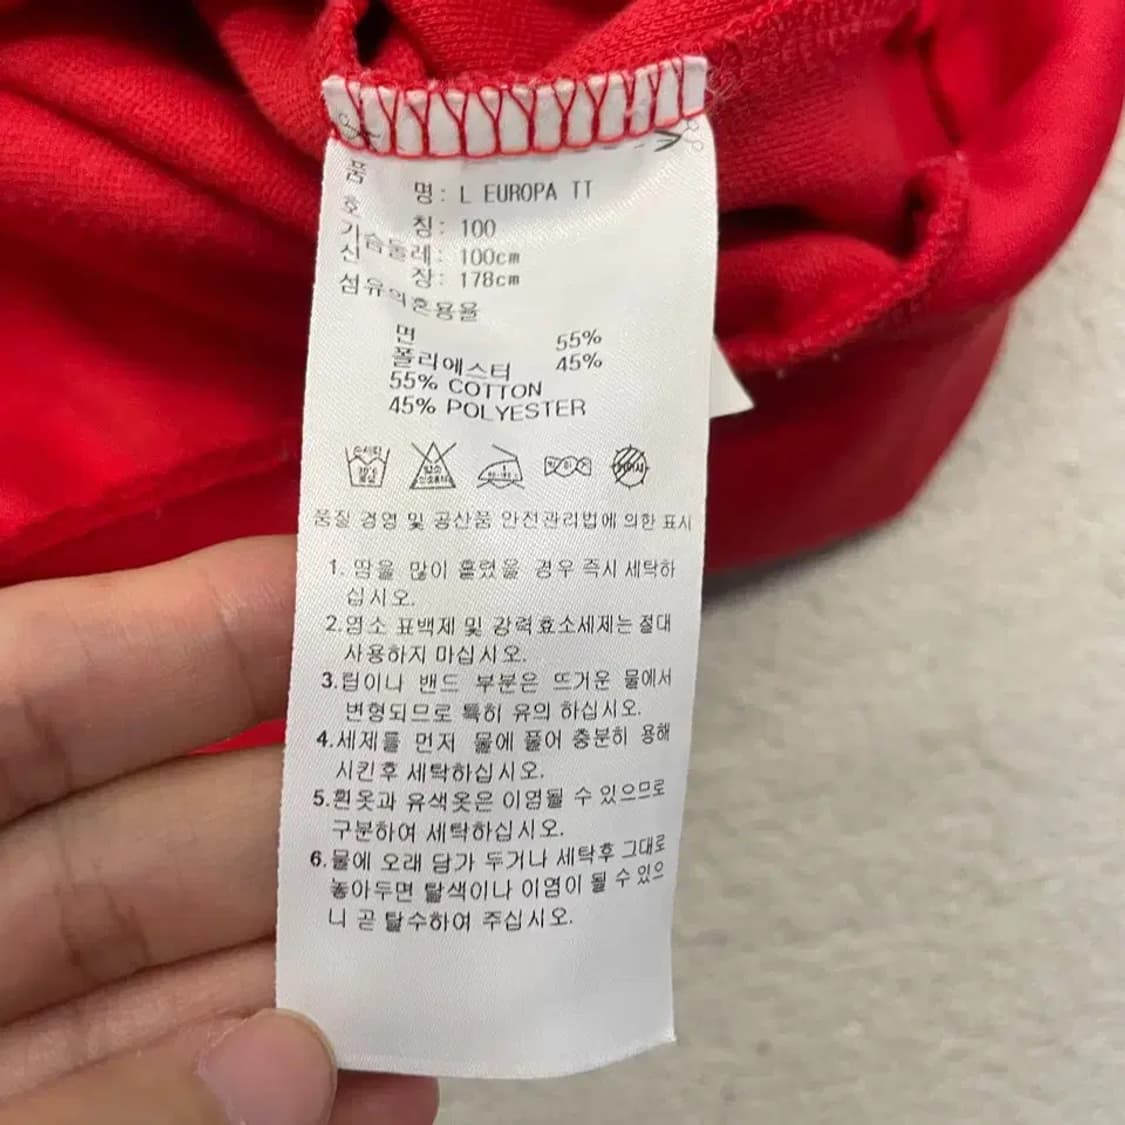 품 명: L EUROPA TT
호 칭: 100
가슴둘레: 100cm
신 장: 178cm
섬유의혼용율
면 55%
폴리에스터 45%
55% COTTON
45% POLYESTER
품질 경영 및 공산품 안전관리법에 의한 표시
1. 땀을 많이 흘렸을 경우 즉시 세탁하
십시오.
2.염소 표백제 및 강력효소세제는 절대
사용하지 마십시오.
3.립이나 밴드 부분은 뜨거운 물에서
변형되므로 특히 유의 하십시오.
4.세제를 먼저 물에 풀어 충분히 용해
시킨후 세탁하십시오.
5.흰옷과 유색옷은 이염될 수 있으므로
구분하여 세탁하십시오.
6.물에 오래 담가 두거나 세탁후 그대로
놓아두면 탈색이나 이염이 될 수 있으
니 곧 탈수하여 주십시오.